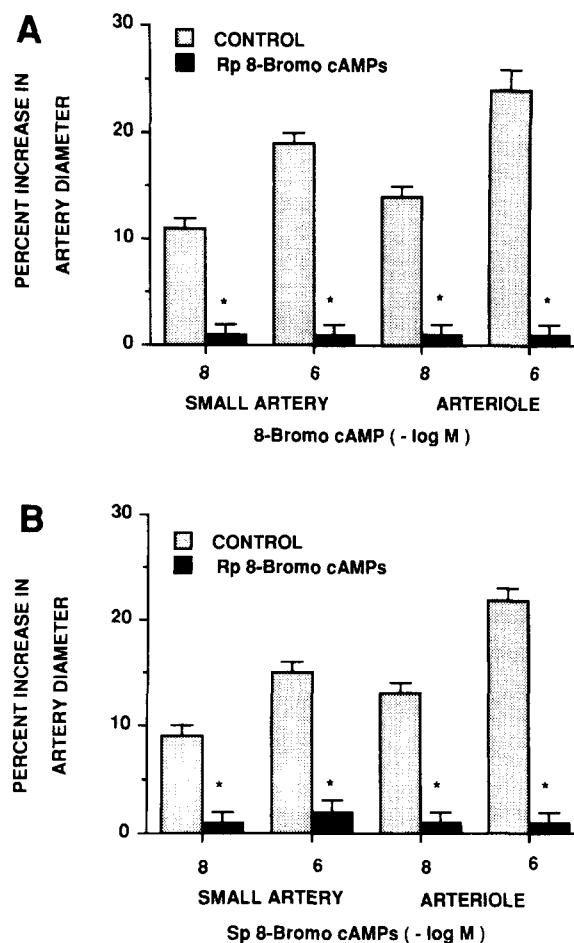 A
PERCENT INCREASE IN
ARTERY DIAMETER
30
20
10
0
CONTROL
Rp 8-Bromo cAMPs
*
*
*
*
8
6
8
6
SMALL ARTERY
ARTERIOLE
8-Bromo cAMP ( - log M )
B
PERCENT INCREASE IN
ARTERY DIAMETER
30
20
10
0
CONTROL
Rp 8-Bromo cAMPs
*
*
*
*
8
6
8
6
SMALL ARTERY
ARTERIOLE
Sp 8-Bromo cAMPs ( - log M )